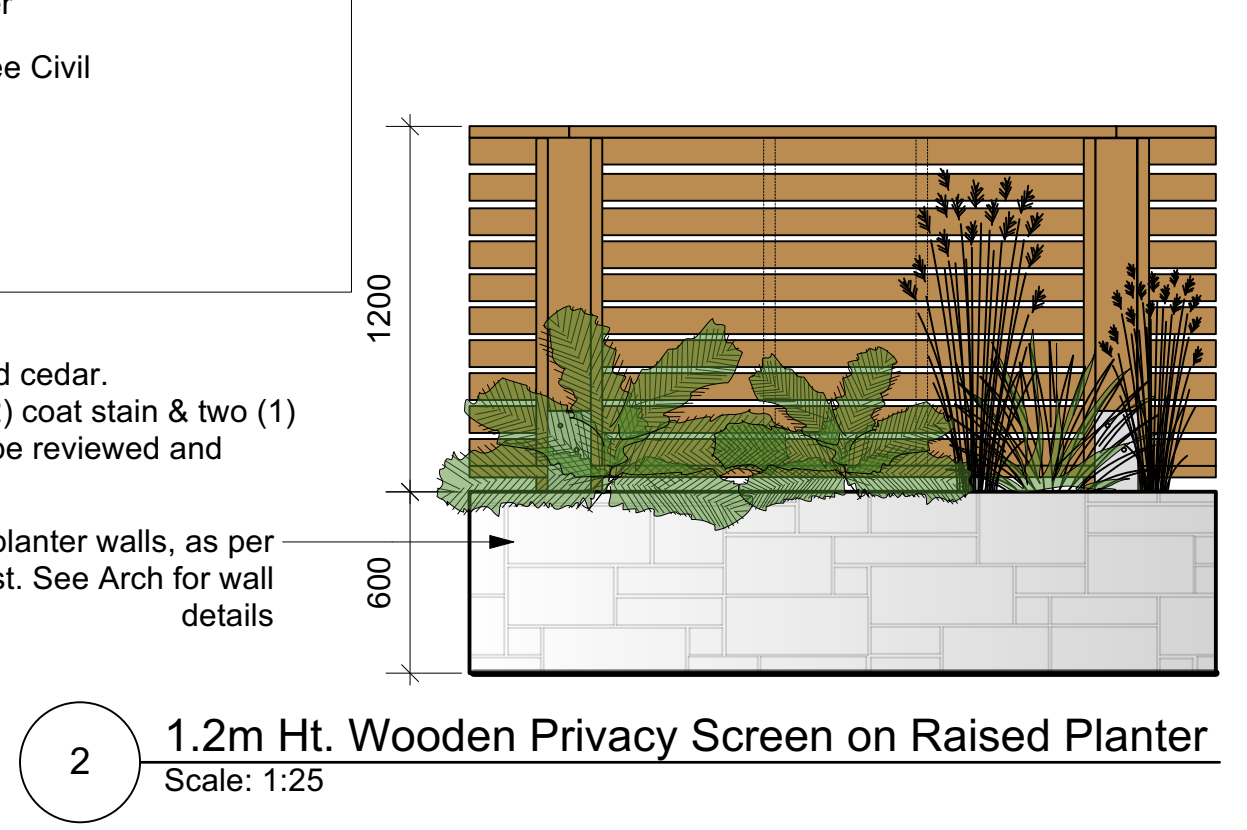 ee Civil
d cedar.
) coat stain & two (1)
be reviewed and
planter walls, as per
st. See Arch for wall
details
1200
600
2
1.2m Ht. Wooden Privacy Screen on Raised Planter
Scale: 1:25